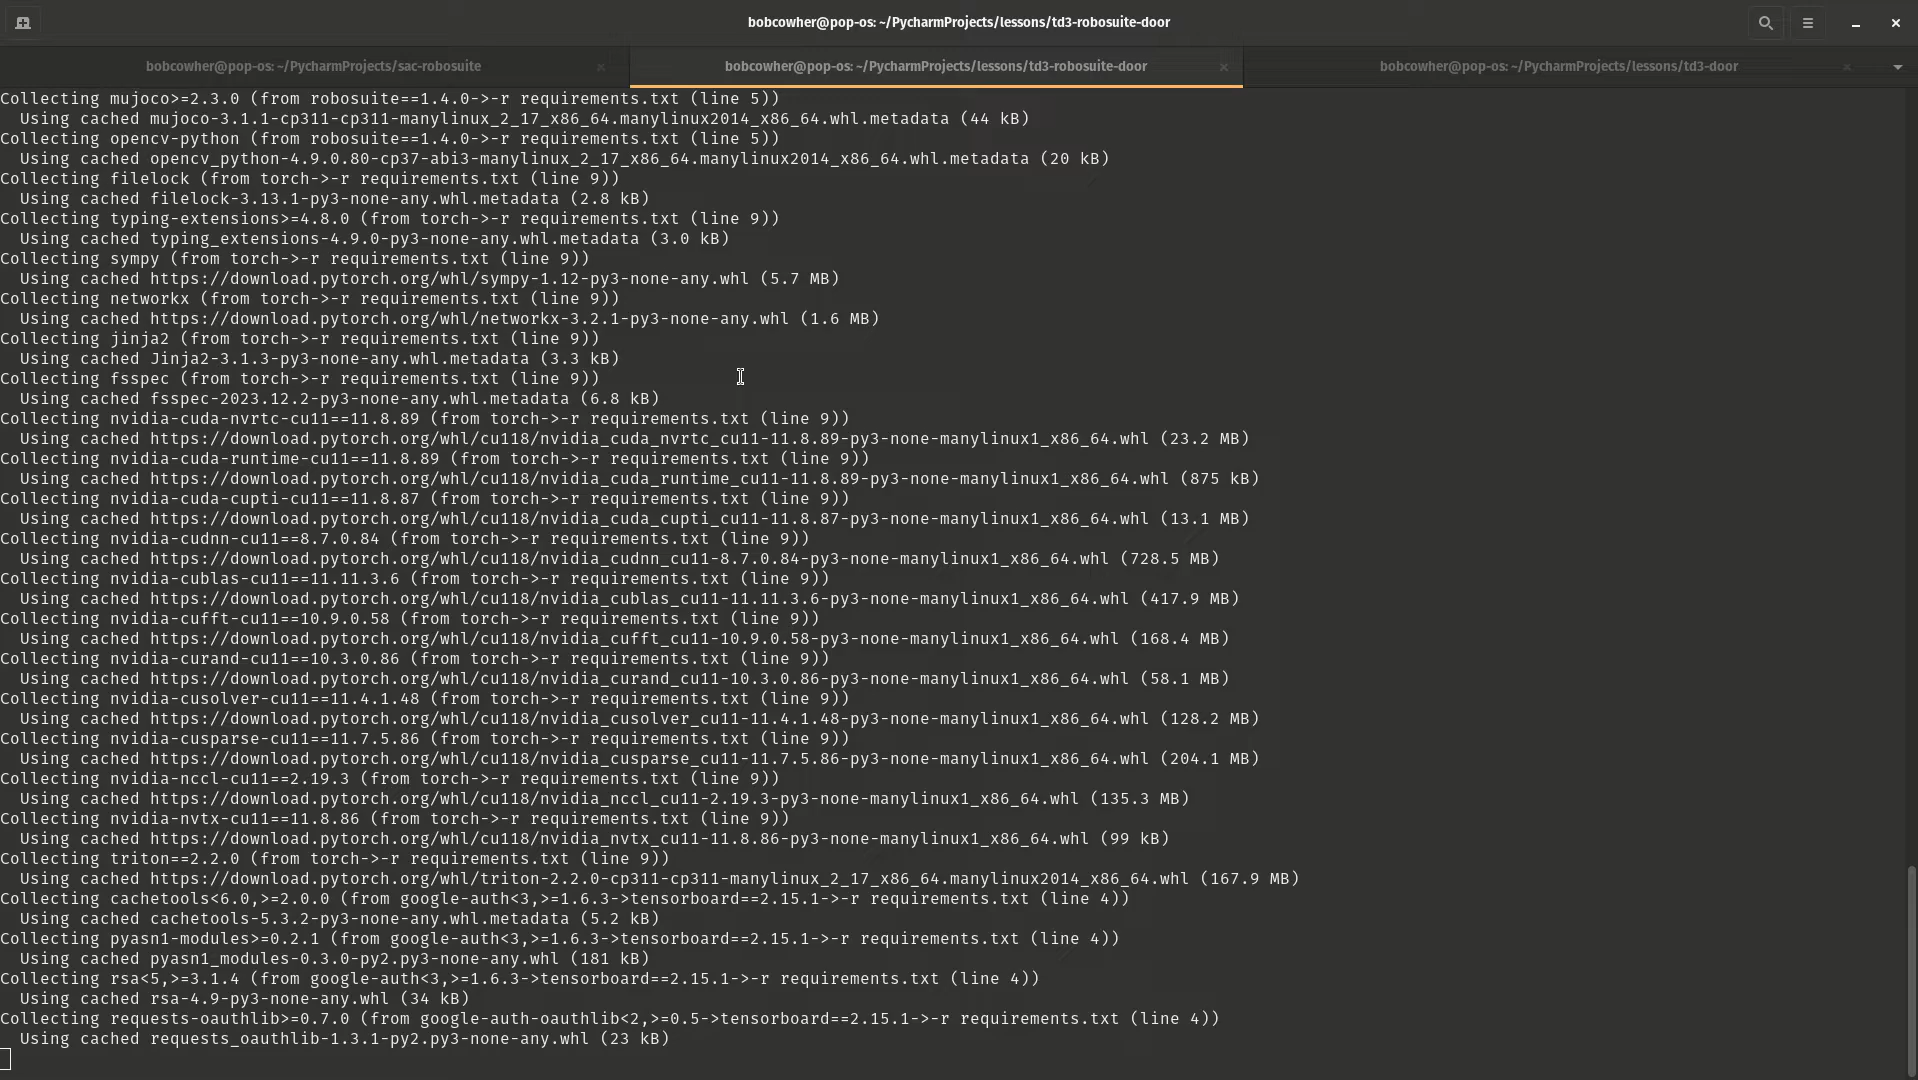 bobcowher@pop-os: ~/PycharmProjects/lessons/td3-robosuite-door
bobcowher@pop-os: ~/PycharmProjects/sac-robosuite
bobcowher@pop-os: ~/PycharmProjects/lessons/td3-robosuite-door
bobcowher@pop-os: ~/PycharmProjects/lessons/td3-door
Collecting mujoco>=2.3.0 (from robosuite==1.4.0->-r requirements.txt (line 5))
  Using cached mujoco-3.1.1-cp311-cp311-manylinux_2_17_x86_64.manylinux2014_x86_64.whl.metadata (44 kB)
Collecting opencv-python (from robosuite==1.4.0->-r requirements.txt (line 5))
  Using cached opencv_python-4.9.0.80-cp37-abi3-manylinux_2_17_x86_64.manylinux2014_x86_64.whl.metadata (20 kB)
Collecting filelock (from torch->-r requirements.txt (line 9))
  Using cached filelock-3.13.1-py3-none-any.whl.metadata (2.8 kB)
Collecting typing-extensions>=4.8.0 (from torch->-r requirements.txt (line 9))
  Using cached typing_extensions-4.9.0-py3-none-any.whl.metadata (3.0 kB)
Collecting sympy (from torch->-r requirements.txt (line 9))
  Using cached https://download.pytorch.org/whl/sympy-1.12-py3-none-any.whl (5.7 MB)
Collecting networkx (from torch->-r requirements.txt (line 9))
  Using cached https://download.pytorch.org/whl/networkx-3.2.1-py3-none-any.whl (1.6 MB)
Collecting jinja2 (from torch->-r requirements.txt (line 9))
  Using cached Jinja2-3.1.3-py3-none-any.whl.metadata (3.3 kB)
Collecting fsspec (from torch->-r requirements.txt (line 9))
  Using cached fsspec-2023.12.2-py3-none-any.whl.metadata (6.8 kB)
Collecting nvidia-cuda-nvrtc-cu11==11.8.89 (from torch->-r requirements.txt (line 9))
  Using cached https://download.pytorch.org/whl/cu118/nvidia_cuda_nvrtc_cu11-11.8.89-py3-none-manylinux1_x86_64.whl (23.2 MB)
Collecting nvidia-cuda-runtime-cu11==11.8.89 (from torch->-r requirements.txt (line 9))
  Using cached https://download.pytorch.org/whl/cu118/nvidia_cuda_runtime_cu11-11.8.89-py3-none-manylinux1_x86_64.whl (875 kB)
Collecting nvidia-cuda-cupti-cu11==11.8.87 (from torch->-r requirements.txt (line 9))
  Using cached https://download.pytorch.org/whl/cu118/nvidia_cuda_cupti_cu11-11.8.87-py3-none-manylinux1_x86_64.whl (13.1 MB)
Collecting nvidia-cudnn-cu11==8.7.0.84 (from torch->-r requirements.txt (line 9))
  Using cached https://download.pytorch.org/whl/cu118/nvidia_cudnn_cu11-8.7.0.84-py3-none-manylinux1_x86_64.whl (728.5 MB)
Collecting nvidia-cublas-cu11==11.11.3.6 (from torch->-r requirements.txt (line 9))
  Using cached https://download.pytorch.org/whl/cu118/nvidia_cublas_cu11-11.11.3.6-py3-none-manylinux1_x86_64.whl (417.9 MB)
Collecting nvidia-cufft-cu11==10.9.0.58 (from torch->-r requirements.txt (line 9))
  Using cached https://download.pytorch.org/whl/cu118/nvidia_cufft_cu11-10.9.0.58-py3-none-manylinux1_x86_64.whl (168.4 MB)
Collecting nvidia-curand-cu11==10.3.0.86 (from torch->-r requirements.txt (line 9))
  Using cached https://download.pytorch.org/whl/cu118/nvidia_curand_cu11-10.3.0.86-py3-none-manylinux1_x86_64.whl (58.1 MB)
Collecting nvidia-cusolver-cu11==11.4.1.48 (from torch->-r requirements.txt (line 9))
  Using cached https://download.pytorch.org/whl/cu118/nvidia_cusolver_cu11-11.4.1.48-py3-none-manylinux1_x86_64.whl (128.2 MB)
Collecting nvidia-cusparse-cu11==11.7.5.86 (from torch->-r requirements.txt (line 9))
  Using cached https://download.pytorch.org/whl/cu118/nvidia_cusparse_cu11-11.7.5.86-py3-none-manylinux1_x86_64.whl (204.1 MB)
Collecting nvidia-nccl-cu11==2.19.3 (from torch->-r requirements.txt (line 9))
  Using cached https://download.pytorch.org/whl/cu118/nvidia_nccl_cu11-2.19.3-py3-none-manylinux1_x86_64.whl (135.3 MB)
Collecting nvidia-nvtx-cu11==11.8.86 (from torch->-r requirements.txt (line 9))
  Using cached https://download.pytorch.org/whl/cu118/nvidia_nvtx_cu11-11.8.86-py3-none-manylinux1_x86_64.whl (99 kB)
Collecting triton==2.2.0 (from torch->-r requirements.txt (line 9))
  Using cached https://download.pytorch.org/whl/triton-2.2.0-cp311-cp311-manylinux_2_17_x86_64.manylinux2014_x86_64.whl (167.9 MB)
Collecting cachetools<6.0,>=2.0.0 (from google-auth<3,>=1.6.3->tensorboard==2.15.1->-r requirements.txt (line 4))
  Using cached cachetools-5.3.2-py3-none-any.whl.metadata (5.2 kB)
Collecting pyasn1-modules>=0.2.1 (from google-auth<3,>=1.6.3->tensorboard==2.15.1->-r requirements.txt (line 4))
  Using cached pyasn1_modules-0.3.0-py2.py3-none-any.whl (181 kB)
Collecting rsa<5,>=3.1.4 (from google-auth<3,>=1.6.3->tensorboard==2.15.1->-r requirements.txt (line 4))
  Using cached rsa-4.9-py3-none-any.whl (34 kB)
Collecting requests-oauthlib>=0.7.0 (from google-auth-oauthlib<2,>=0.5->tensorboard==2.15.1->-r requirements.txt (line 4))
  Using cached requests_oauthlib-1.3.1-py2.py3-none-any.whl (23 kB)